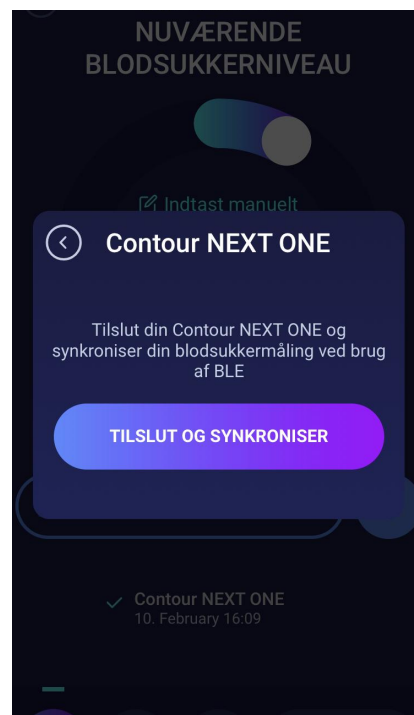 NUVÆRENDE
BLODSUKKERNIVEAU
Indtast manuelt
Contour NEXT ONE
Tilslut din Contour NEXT ONE og
synkroniser din blodsukkermåling ved brug
af BLE
TILSLUT OG SYNKRONISER
Contour NEXT ONE
10. February 16:09